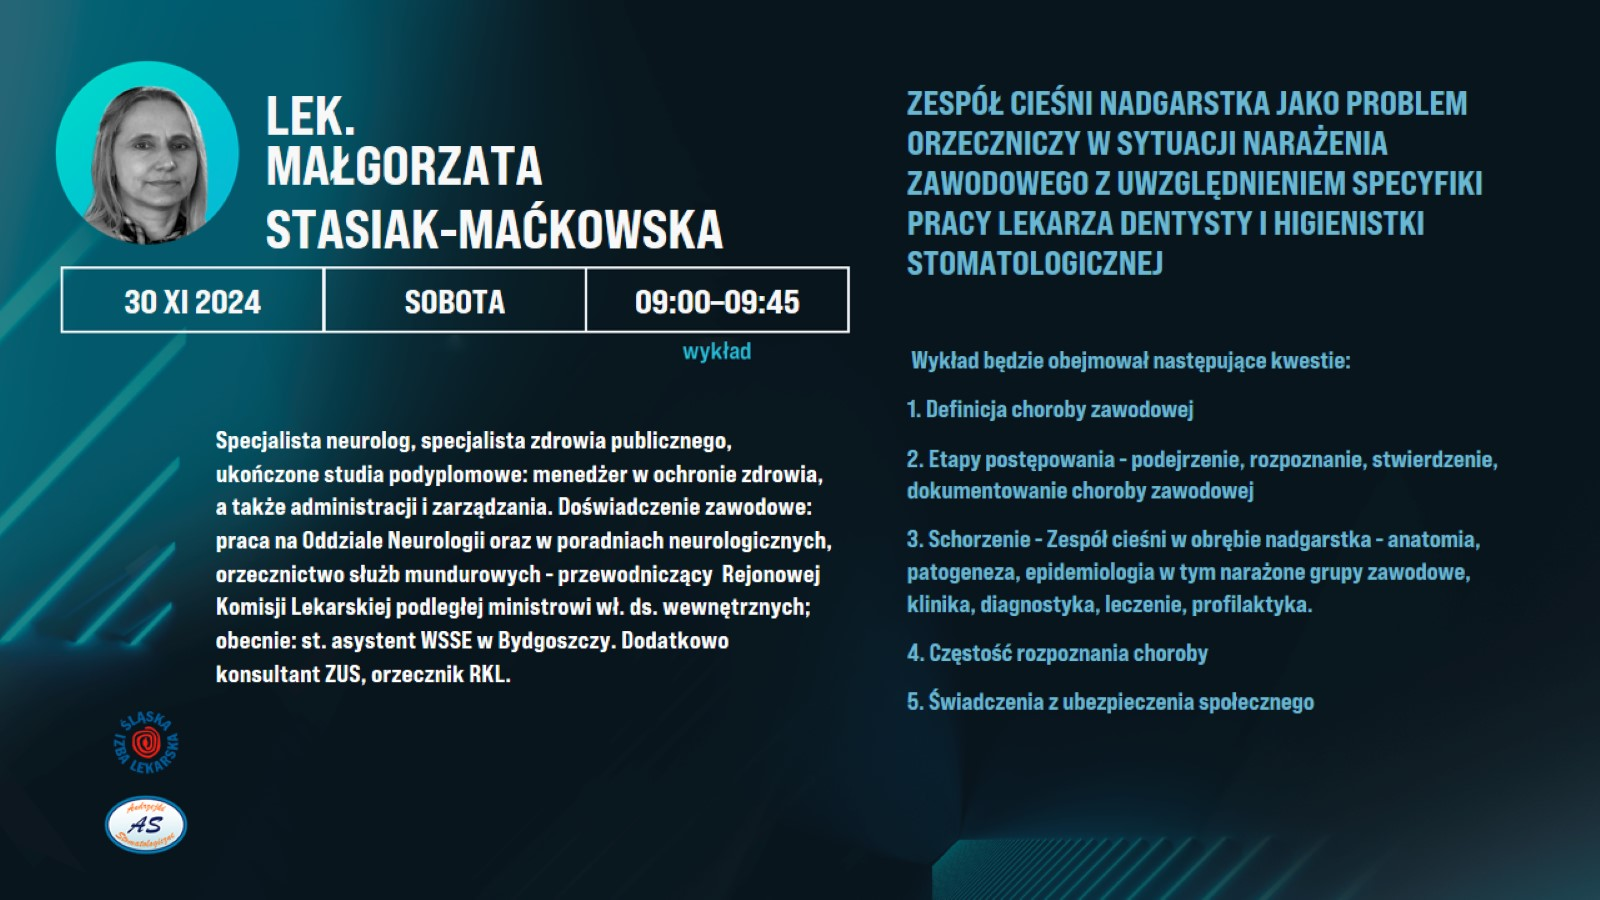 LEK.
MAŁGORZATA
STASIAK-MAĆKOWSKA
30 XI 2024
SOBOTA
09:00–09:45
wykład
Specjalista neurolog, specjalista zdrowia publicznego,
ukończone studia podyplomowe: menedżer w ochronie zdrowia,
a także administracji i zarządzania. Doświadczenie zawodowe:
praca na Oddziale Neurologii oraz w poradniach neurologicznych,
orzecznictwo służb mundurowych - przewodniczący Rejonowej
Komisji Lekarskiej podległej ministrowi wł. ds. wewnętrznych;
obecnie: st. asystent WSSE w Bydgoszczy. Dodatkowo
konsultant ZUS, orzecznik RKL.
ŚLĄSKA
IZBA LEKARSKA
Andrzejki
AS
Stomatologiczne
ZESPÓŁ CIEŚNI NADGARSTKA JAKO PROBLEM
ORZECZNICZY W SYTUACJI NARAŻENIA
ZAWODOWEGO Z UWZGLĘDNIENIEM SPECYFIKI
PRACY LEKARZA DENTYSTY I HIGIENISTKI
STOMATOLOGICZNEJ
Wykład będzie obejmował następujące kwestie:
1. Definicja choroby zawodowej
2. Etapy postępowania - podejrzenie, rozpoznanie, stwierdzenie,
dokumentowanie choroby zawodowej
3. Schorzenie - Zespół cieśni w obrębie nadgarstka - anatomia,
patogeneza, epidemiologia w tym narażone grupy zawodowe,
klinika, diagnostyka, leczenie, profilaktyka.
4. Częstość rozpoznania choroby
5. Świadczenia z ubezpieczenia społecznego